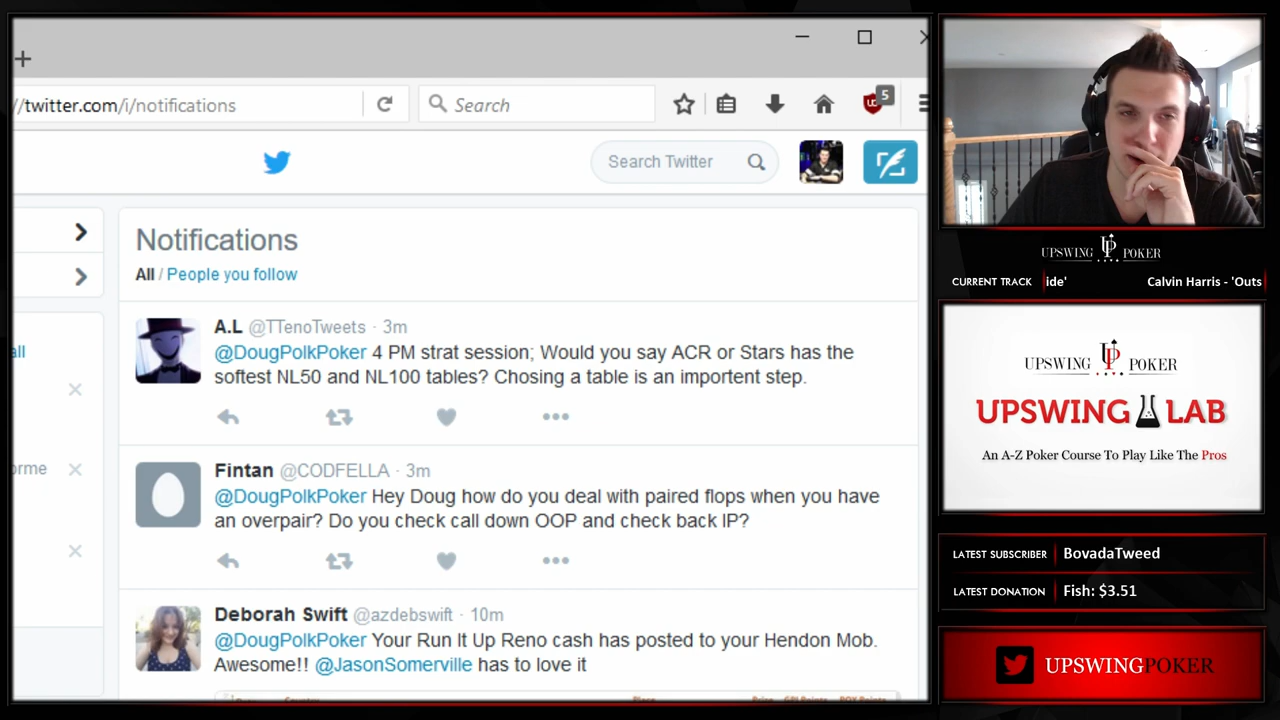 //twitter.com/i/notifications
Search
5
Search Twitter
Notifications
All / People you follow
all
orme
A.L @TTenoTweets · 3m
@DougPolkPoker 4 PM strat session; Would you say ACR or Stars has the
softest NL50 and NL100 tables? Chosing a table is an importent step.
Fintan @CODFELLA · 3m
@DougPolkPoker Hey Doug how do you deal with paired flops when you have
an overpair? Do you check call down OOP and check back IP?
Deborah Swift @azdebswift · 10m
@DougPolkPoker Your Run It Up Reno cash has posted to your Hendon Mob.
Awesome!! @JasonSomerville has to love it
UPSWING UP POKER
CURRENT TRACK ide' Calvin Harris - 'Outs
UPSWING UP POKER
UPSWING LAB
An A-Z Poker Course To Play Like The Pros
LATEST SUBSCRIBER BovadaTweed
LATEST DONATION Fish: $3.51
UPSWINGPOKER